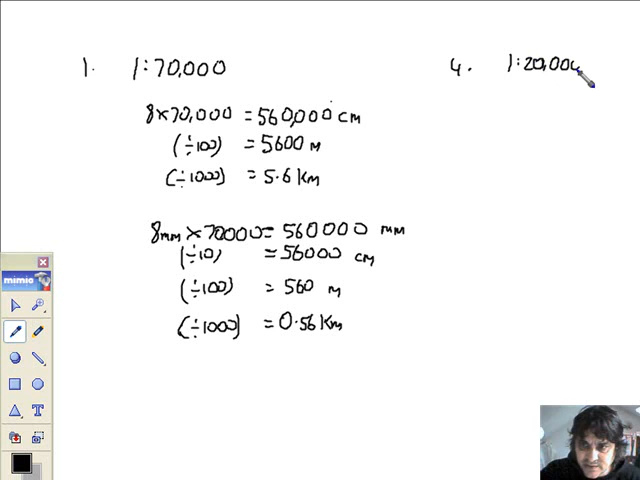 1. 1:70,000
8×70,000 = 560,000 cm
(÷100) = 5600 m
(÷1000) = 5.6 Km
8mm × 70000 = 560000 mm
(÷10) = 56000 cm
(÷100) = 560 m
(÷1000) = 0.56 Km
4. 1:20,000
mimio
T